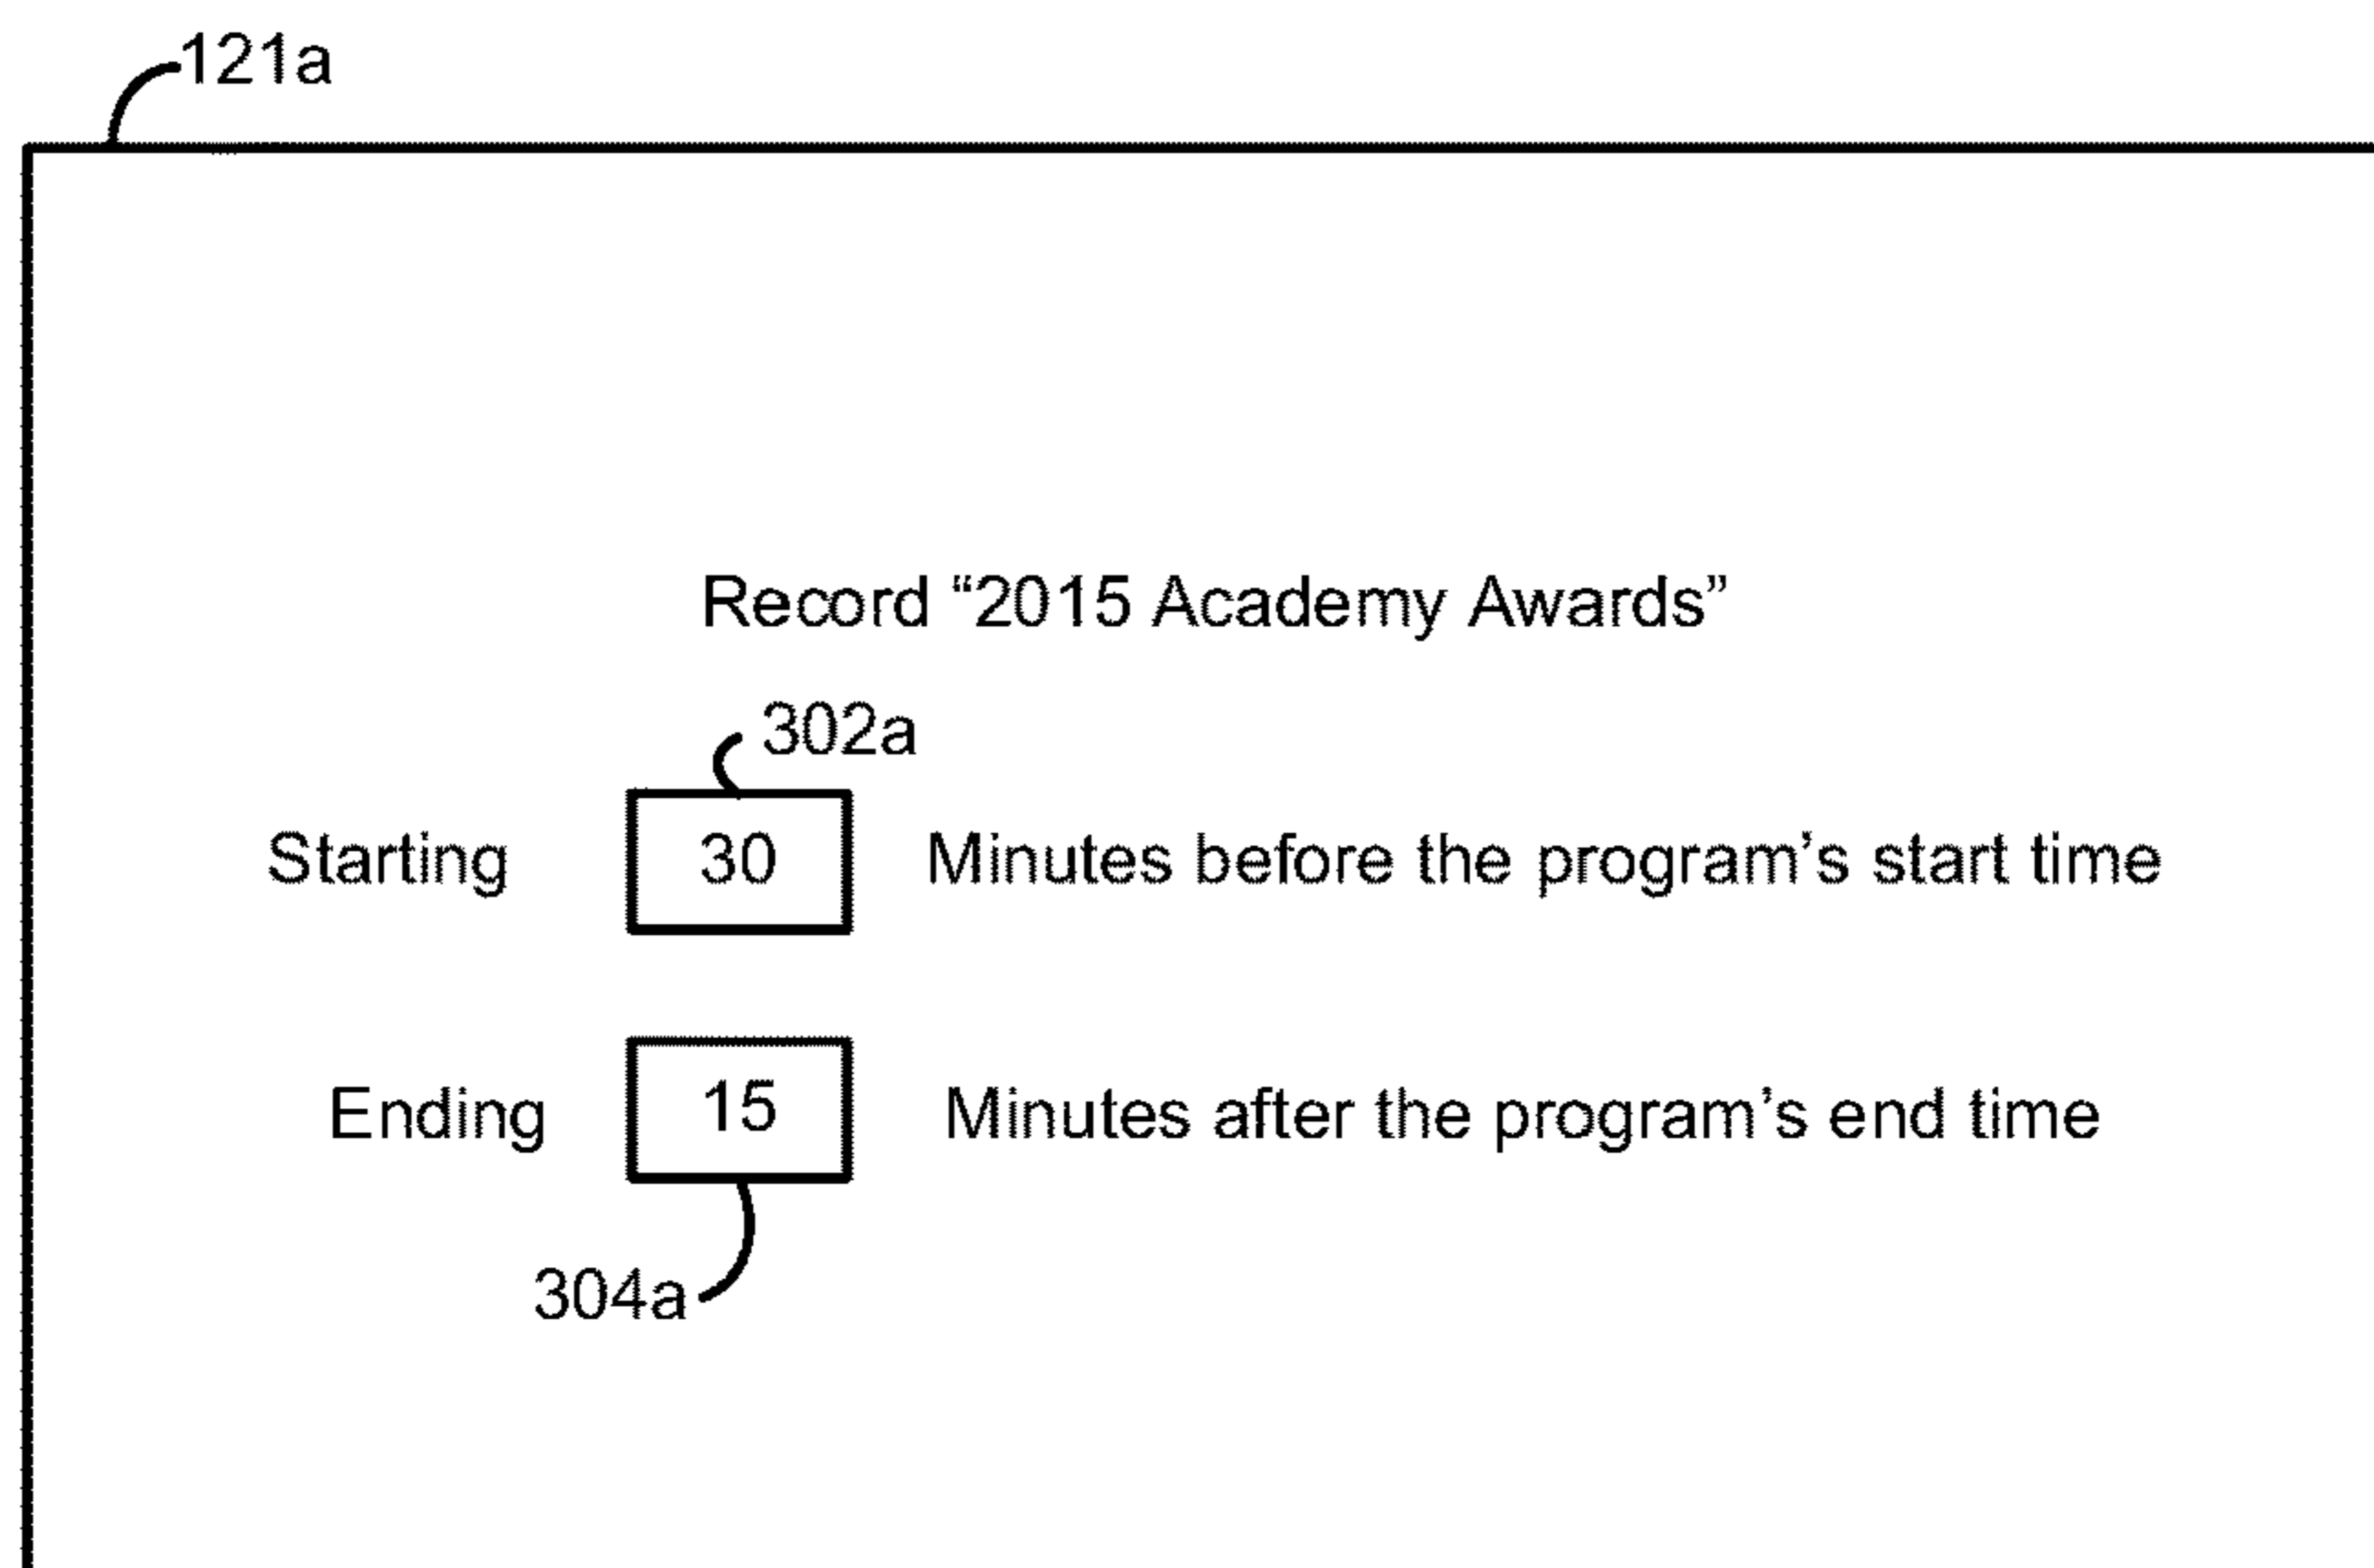 121a
Record “2015 Academy Awards”
302a
Starting 30 Minutes before the program’s start time
Ending 15 Minutes after the program’s end time
304a